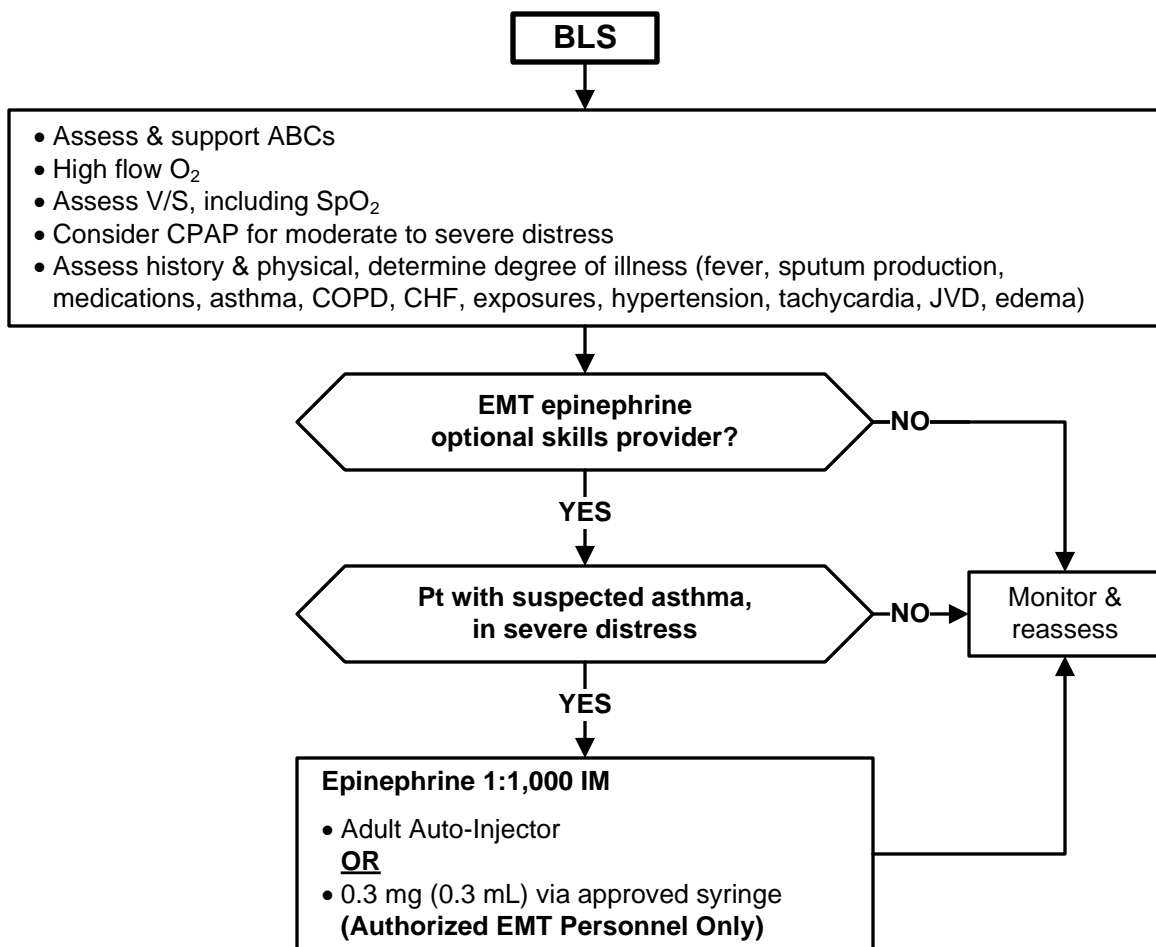 BLS
• Assess & support ABCs
• High flow O₂
• Assess V/S, including SpO₂
• Consider CPAP for moderate to severe distress
• Assess history & physical, determine degree of illness (fever, sputum production,
medications, asthma, COPD, CHF, exposures, hypertension, tachycardia, JVD, edema)
EMT epinephrine
optional skills provider?
NO
YES
Pt with suspected asthma,
in severe distress
NO
Monitor &
reassess
YES
Epinephrine 1:1,000 IM
• Adult Auto-Injector
OR
• 0.3 mg (0.3 mL) via approved syringe
(Authorized EMT Personnel Only)